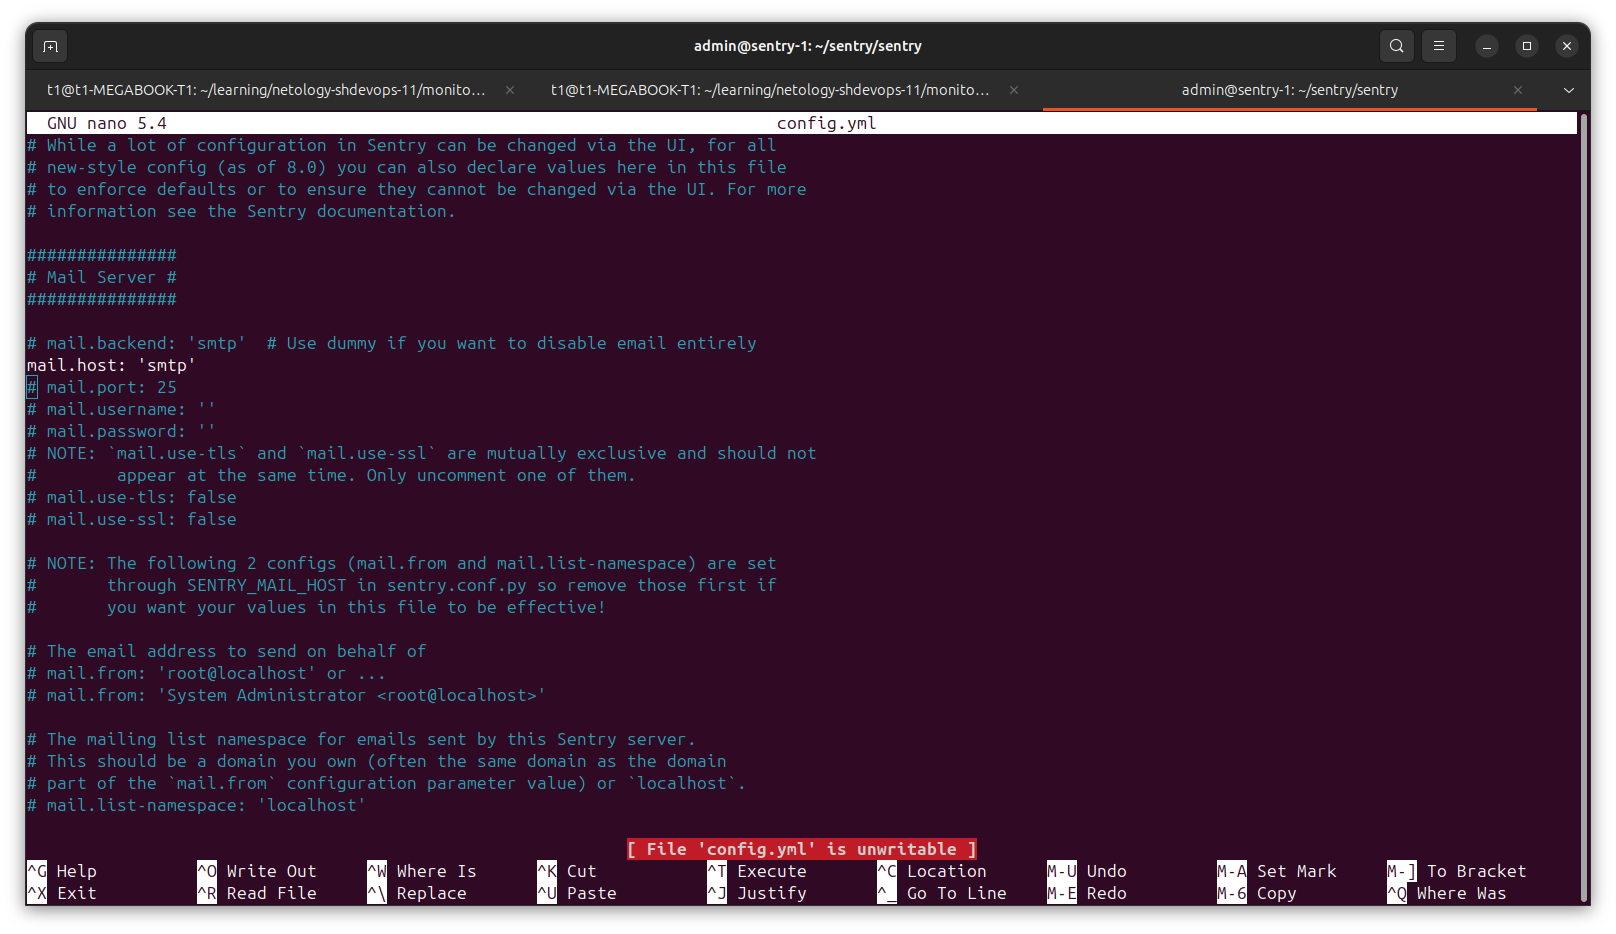 admin@sentry-1: ~/sentry/sentry
t1@t1-MEGABOOK-T1: ~/learning/netology-shdevops-11/monito... t1@t1-MEGABOOK-T1: ~/learning/netology-shdevops-11/monito... admin@sentry-1: ~/sentry/sentry
GNU nano 5.4 config.yml
# While a lot of configuration in Sentry can be changed via the UI, for all
# new-style config (as of 8.0) you can also declare values here in this file
# to enforce defaults or to ensure they cannot be changed via the UI. For more
# information see the Sentry documentation.
###############
# Mail Server #
###############
# mail.backend: 'smtp'  # Use dummy if you want to disable email entirely
mail.host: 'smtp'
# mail.port: 25
# mail.username: ''
# mail.password: ''
# NOTE: `mail.use-tls` and `mail.use-ssl` are mutually exclusive and should not
#        appear at the same time. Only uncomment one of them.
# mail.use-tls: false
# mail.use-ssl: false
# NOTE: The following 2 configs (mail.from and mail.list-namespace) are set
#       through SENTRY_MAIL_HOST in sentry.conf.py so remove those first if
#       you want your values in this file to be effective!
# The email address to send on behalf of
# mail.from: 'root@localhost' or ...
# mail.from: 'System Administrator <root@localhost>'
# The mailing list namespace for emails sent by this Sentry server.
# This should be a domain you own (often the same domain as the domain
# part of the `mail.from` configuration parameter value) or `localhost`.
# mail.list-namespace: 'localhost'
[ File 'config.yml' is unwritable ]
^G Help ^O Write Out ^W Where Is ^K Cut ^T Execute ^C Location M-U Undo M-A Set Mark M-] To Bracket
^X Exit ^R Read File ^\ Replace ^U Paste ^J Justify ^_ Go To Line M-E Redo M-6 Copy ^Q Where Was